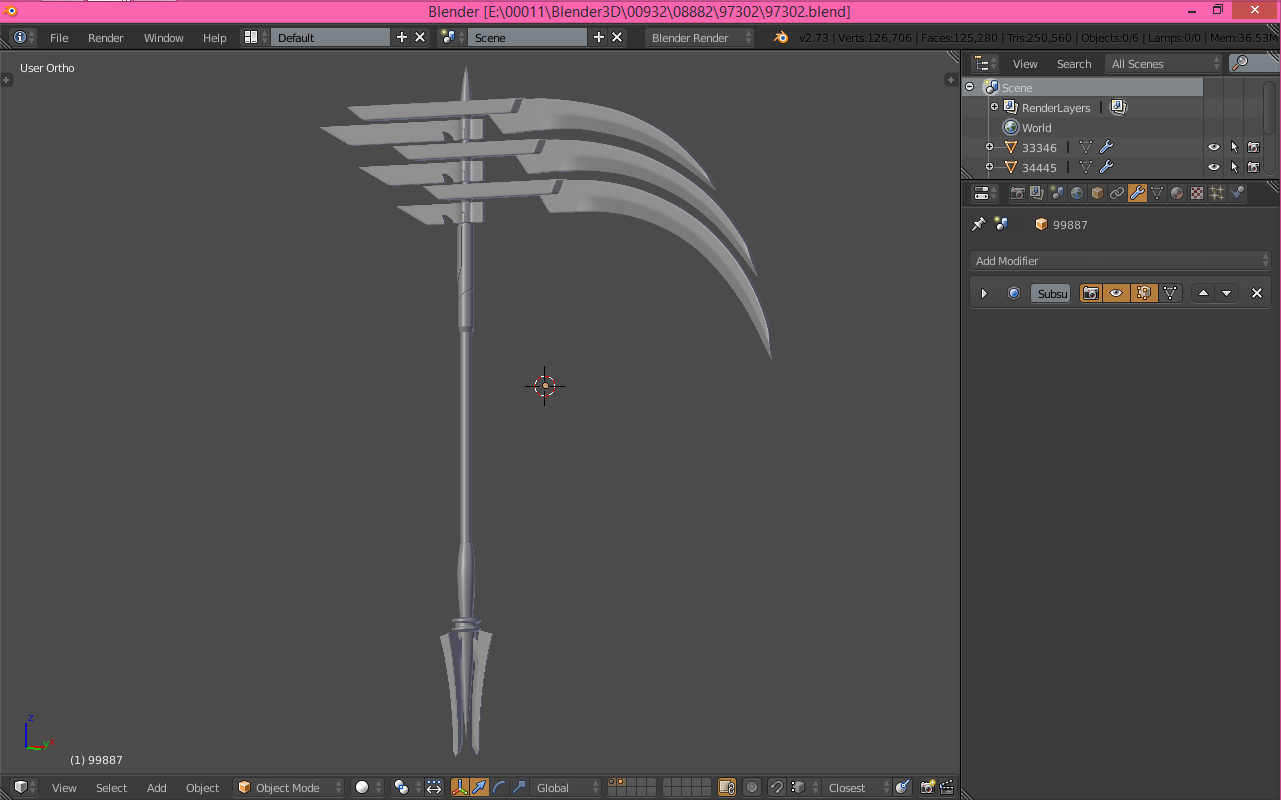 Blender [E:\00011\Blender3D\00932\08882\97302\97302.blend]
File Render Window Help Default Scene Blender Render v2.73 | Verts:126,706 | Faces:125,280 | Tris:250,560 | Objects:0/6 | Lamps:0/0 | Mem:36.53M
User Ortho
View Search All Scenes
Scene
RenderLayers
World
33346
34445
99887
Add Modifier
Subsu
z
y
(1) 99887
View Select Add Object Object Mode Global Closest